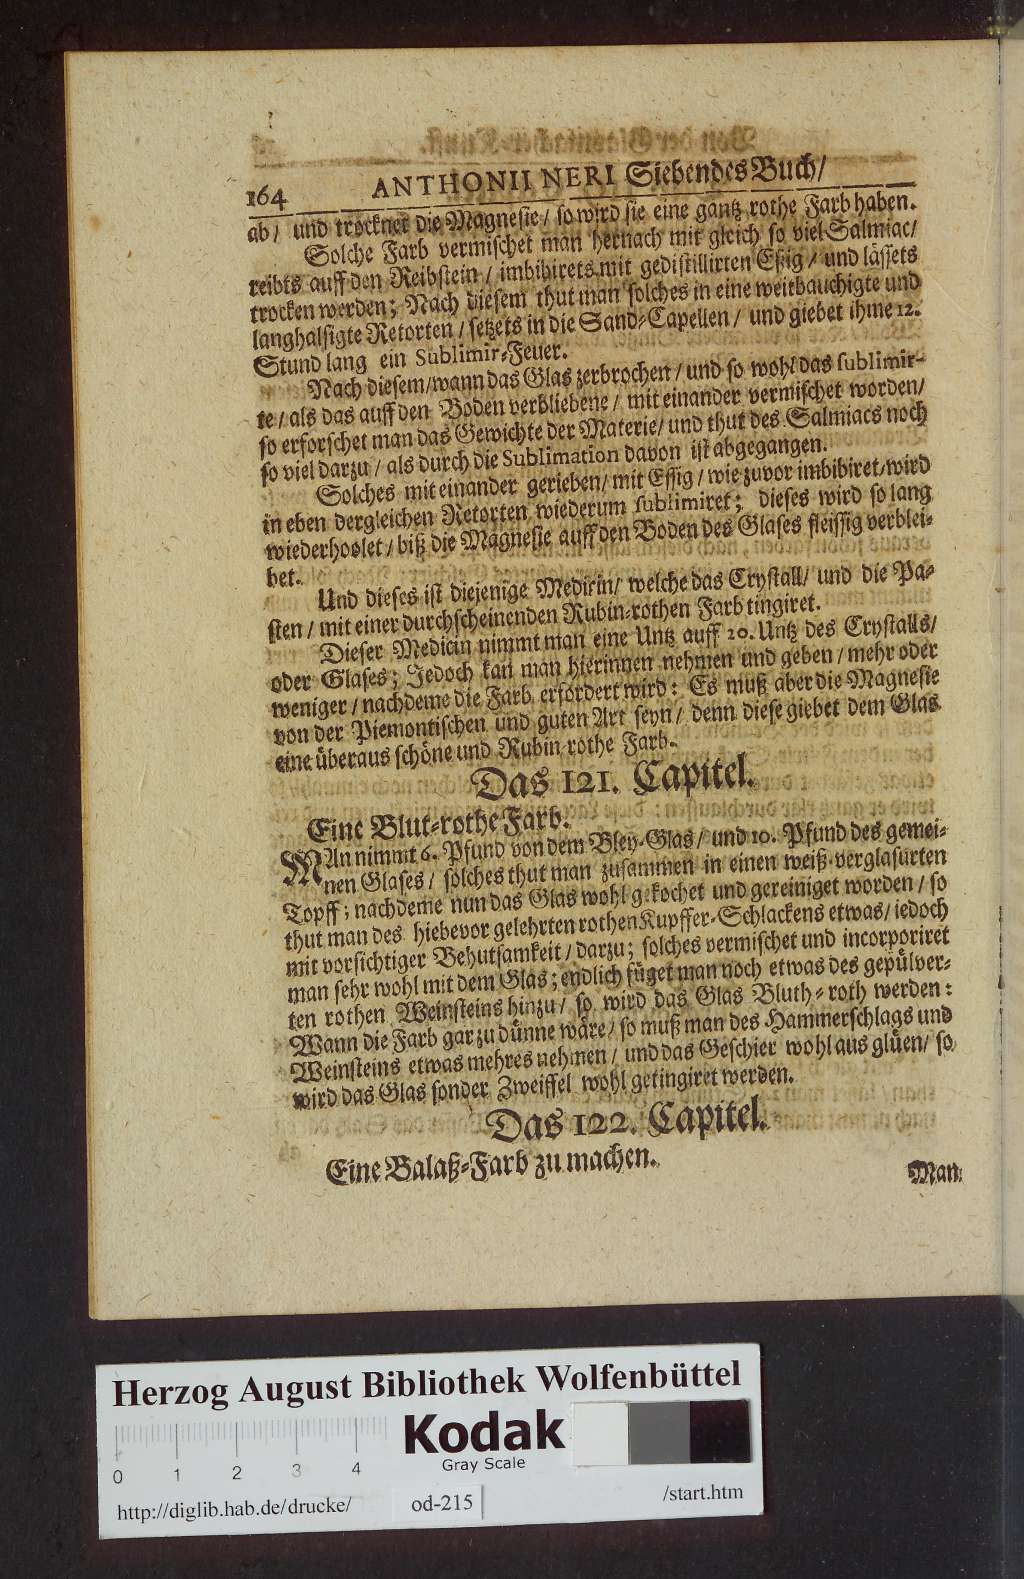 164 ANTHONII NERI Siebendes Buch/
ab/ und trocknet die Magnesie/ so wird sie eine gantz rothe Farb haben.
Solche Farb vermischet man hernach mit gleich so viel Salmiac/
reibts auff den Reibstein/ imbibirets mit gedistillirten Essig/ und lässets
trocken werden; Nach diesem thut man solches in eine weitbauchigte und
langhalsigte Retorten/ setzets in die Sand-Capellen/ und giebet ihme 12.
Stund lang ein Sublimir-Feuer.
Nach diesem/wann das Glas zerbrochen/ und so wohl das sublimir-
te/ als das auff den Boden verbliebene/ mit einander vermischet worden/
so erforschet man das Gewichte der Materie/ und thut des Salmiacs noch
so viel darzu/ als durch die Sublimation davon ist abgegangen.
Solches mit einander gerieben/ mit Essig/ wie zuvor imbibiret/wird
in eben dergleichen Retorten wiederum sublimiret; dieses wird so lang
wiederhoolet/ biß die Magnesie auff den Boden des Glases fleissig verblei-
bet.
Und dieses ist diejenige Medicin/ welche das Crystall/ und die Pa-
sten/ mit einer durchscheinenden Rubin-rothen Farb tingiret.
Dieser Medicin nimmt man eine Untz auff 20. Untz des Crystalls/
oder Glases; Jedoch kan man hierinnen nehmen und geben/ mehr oder
weniger/ nachdeme die Farb erfordert wird: Es muß aber die Magnesie
von der Piemontischen und guten Art seyn/ denn diese giebet dem Glas
eine überaus schöne und Rubin rothe Farb.
Das 121. Capitel.
Eine Blut-rothe Farb.
MAn nimmt 6. Pfund von dem Bley-Glas/ und 10. Pfund des gemei-
nen Glases/ solches thut man zusammen in einen weiß-verglasurten
Topff; nachdeme nun das Glas wohl gekochet und gereiniget worden/ so
thut man des hiebevor gelehrten rothen Kupffer-Schlackens etwas/ iedoch
mit vorsichtiger Behutsamkeit/ darzu; solches vermischet und incorporiret
man sehr wohl mit dem Glas; endlich füget man noch etwas des gepülver-
ten rothen Weinsteins hinzu/ so wird das Glas Bluth-roth werden:
Wann die Farb gar zu dünne wäre/ so muß man des Hammerschlags und
Weinsteins etwas mehres nehmen/ und das Geschier wohl aus glüen/ so
wird das Glas sonder Zweiffel wohl getingiret werden.
Das 122. Capitel.
Eine Balaß-Farb zu machen.
Man
Herzog August Bibliothek Wolfenbüttel
Kodak
Gray Scale
0 1 2 3 4
http://diglib.hab.de/drucke/ od-215 /start.htm